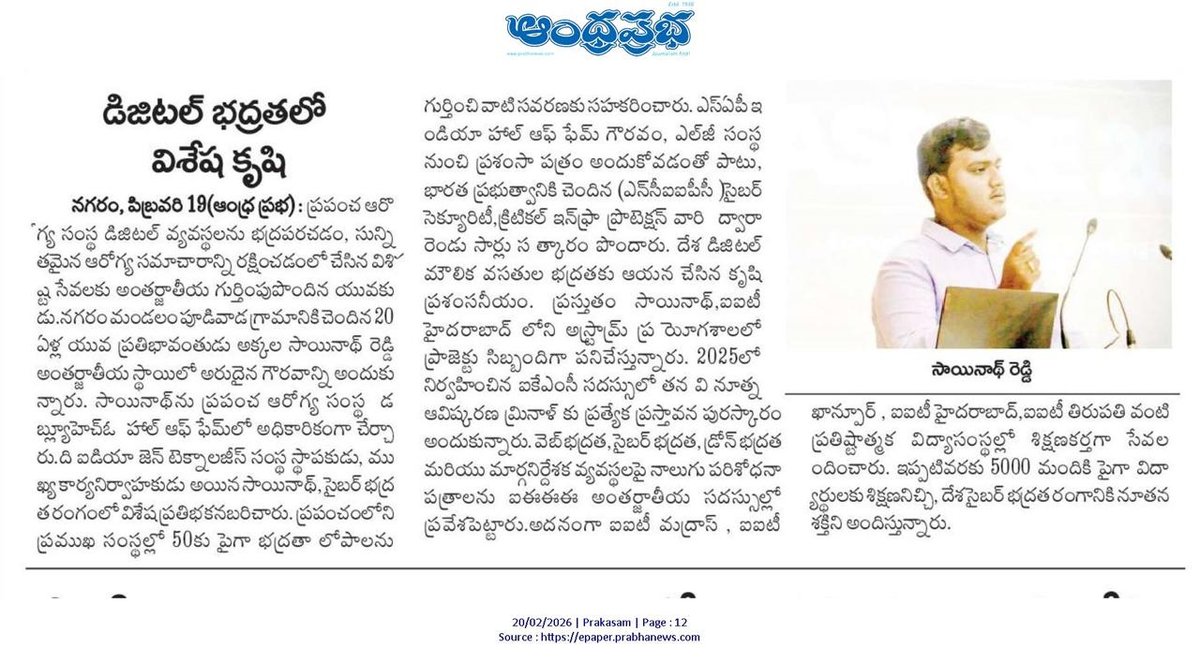 Estd 1938
ఆంధ్రప్రభ
www.prabhanews.com
డిజిటల్ భద్రతలో
విశేష కృషి
నగరం, పిబ్రవరి 19(ఆంధ్ర ప్రభ) : ప్రపంచ ఆరో
గ్య సంస్థ డిజిటల్ వ్యవస్థలను భద్రపరచడం, సున్ని
తమైన ఆరోగ్య సమాచారాన్ని రక్షించడంలో చేసిన విశి
ష్ట సేవలకు అంతర్జాతీయ గుర్తింపుపొందిన యువకు
డు.నగరం మండలం పూడివాడ గ్రామానికి చెందిన 20
ఏళ్ల యువ ప్రతిభావంతుడు అక్కల సాయినాథ్ రెడ్డి
అంతర్జాతీయ స్థాయిలో అరుదైన గౌరవాన్ని అందుకు
న్నారు. సాయినాథ్‌ను ప్రపంచ ఆరోగ్య సంస్థ డ
బ్ల్యూహెచ్ఓ హాల్ ఆఫ్ ఫేమ్‌లో అధికారికంగా చేర్చా
రు.ది ఐడియా జెన్ టెక్నాలజీస్ సంస్థ స్థాపకుడు, ము
ఖ్య కార్యనిర్వాహకుడు అయిన సాయినాథ్,సైబర్ భద్ర
త రంగంలో విశేష ప్రతిభ కనబరిచారు. ప్రపంచంలోని
ప్రముఖ సంస్థల్లో 50కు పైగా భద్రతా లోపాలను
గుర్తించి వాటి సవరణకు సహకరించారు. ఎస్ఏపీ ఇ
ండియా హాల్ ఆఫ్ ఫేమ్ గౌరవం, ఎల్‌జీ సంస్థ
నుంచి ప్రశంసా పత్రం అందుకోవడంతో పాటు,
భారత ప్రభుత్వానికి చెందిన (ఎన్‌సీఐఐపీసీ )సైబర్
సెక్యూరిటీ,క్రిటికల్ ఇన్‌ఫ్రా ప్రొటెక్షన్ వారి ద్వారా
రెండు సార్లు స త్కారం పొందారు. దేశ డిజిటల్
మౌలిక వసతుల భద్రతకు ఆయన చేసిన కృషి
ప్రశంసనీయం. ప్రస్తుతం సాయినాథ్,ఐఐటీ
హైదరాబాద్ లోని అస్ట్రామ్ ప్ర యోగశాలలో
ప్రాజెక్టు సిబ్బందిగా పనిచేస్తున్నారు. 2025లో
నిర్వహించిన ఐకేఎంసీ సదస్సులో తన వి నూత్న
ఆవిష్కరణ మ్రినాళ్ కు ప్రత్యేక ప్రస్తావన పురస్కారం
అందుకున్నారు.వెబ్‌భద్రత,సైబర్ భద్రత, డ్రోన్ భద్రత
మరియు మార్గనిర్దేశక వ్యవస్థలపై నాలుగు పరిశోధనా
పత్రాలను ఐఈఈఈ అంతర్జాతీయ సదస్సుల్లో
ప్రవేశపెట్టారు.అదనంగా ఐఐటీ మద్రాస్ , ఐఐటీ
సాయినాథ్ రెడ్డి
ఖాన్పూర్ , ఐఐటీ హైదరాబాద్,ఐఐటీ తిరుపతి వంటి
ప్రతిష్టాత్మక విద్యాసంస్థల్లో శిక్షణకర్తగా సేవల
ందించారు. ఇప్పటివరకు 5000 మందికి పైగా విద్యా
ర్థులకు శిక్షణనిచ్చి, దేశసైబర్ భద్రత రంగానికి నూతన
శక్తిని అందిస్తున్నారు.
20/02/2026 | Prakasam | Page : 12
Source : https://epaper.prabhanews.com